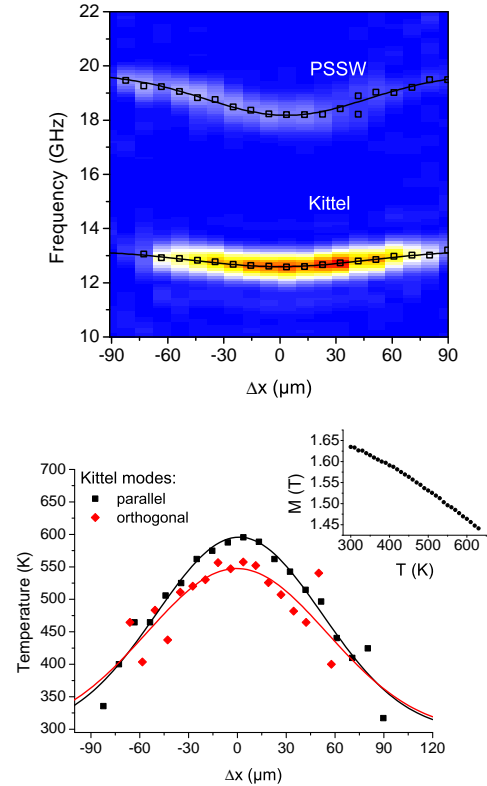 22
20
18
16
14
12
10
Frequency (GHz)
PSSW
Kittel
-90 -60 -30 0 30 60 90
Δx (μm)
700
650
600
550
500
450
400
350
300
Temperature (K)
Kittel modes:
parallel
orthogonal
-90 -60 -30 0 30 60 90 120
Δx (μm)
1.65
1.60
1.55
1.50
1.45
M (T)
300 400 500 600
T (K)